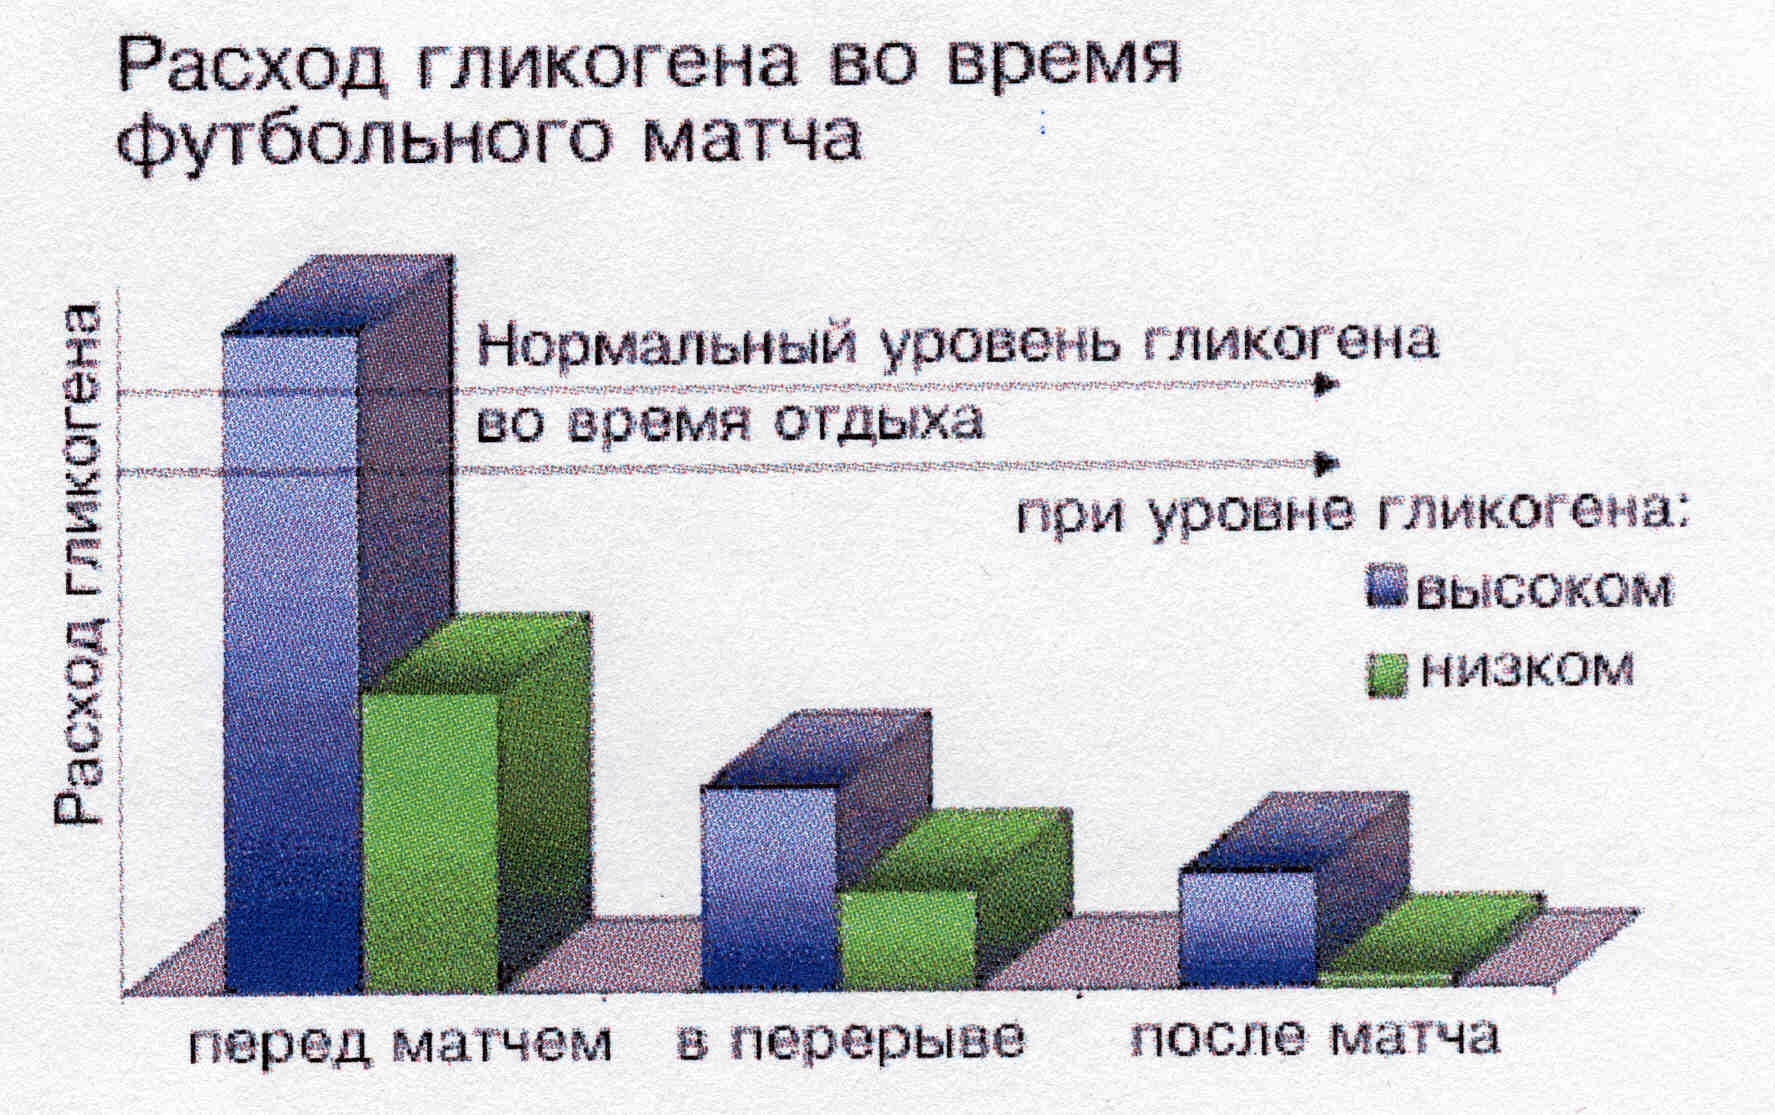 Расход гликогена во время
футбольного матча
Расход гликогена
Нормальный уровень гликогена
во время отдыха
при уровне гликогена:
высоком
низком
перед матчем
в перерыве
после матча